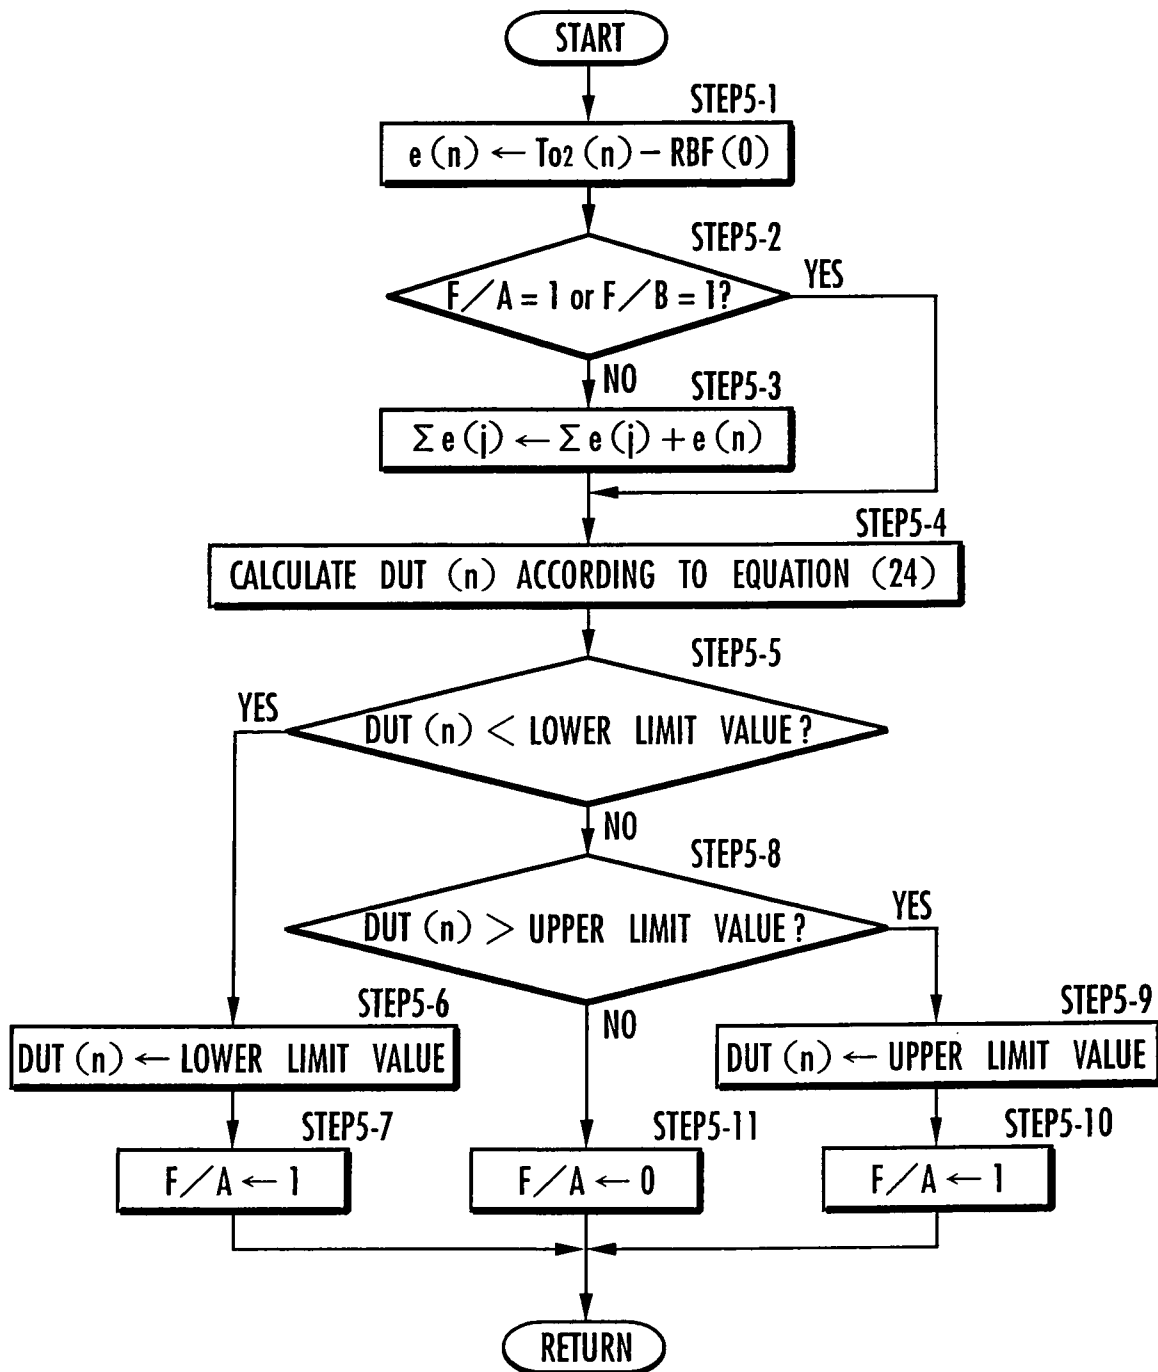 START
STEP5-1
e(n) ← To2(n) − RBF(0)
STEP5-2
F/A = 1 or F/B = 1?
YES
NO
STEP5-3
Σe(j) ← Σe(j) + e(n)
STEP5-4
CALCULATE DUT (n) ACCORDING TO EQUATION (24)
STEP5-5
YES
DUT (n) < LOWER LIMIT VALUE?
NO
STEP5-8
DUT (n) > UPPER LIMIT VALUE?
YES
NO
STEP5-6
DUT (n) ← LOWER LIMIT VALUE
STEP5-9
DUT (n) ← UPPER LIMIT VALUE
STEP5-7
F/A ← 1
STEP5-11
F/A ← 0
STEP5-10
F/A ← 1
RETURN